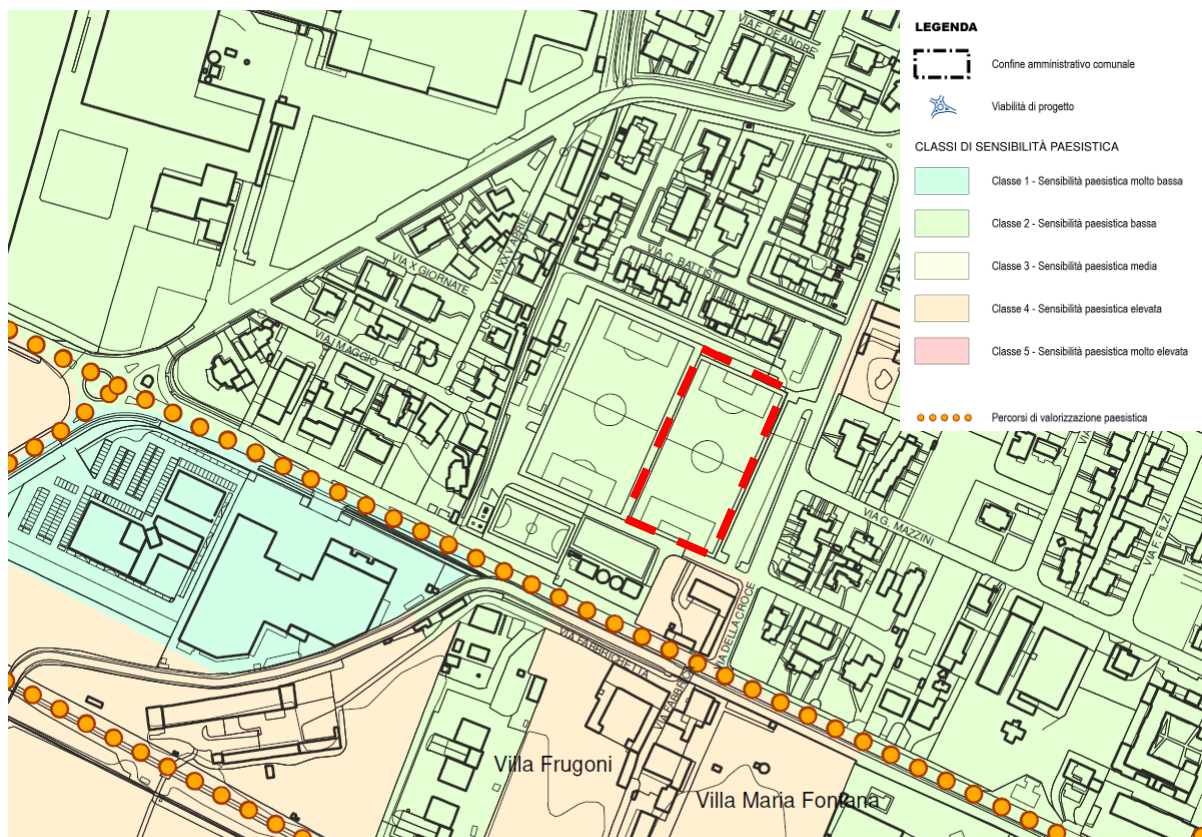 LEGENDA
Confine amministrativo comunale
Viabilità di progetto
CLASSI DI SENSIBILITÀ PAESISTICA
Classe 1 - Sensibilità paesistica molto bassa
Classe 2 - Sensibilità paesistica bassa
Classe 3 - Sensibilità paesistica media
Classe 4 - Sensibilità paesistica elevata
Classe 5 - Sensibilità paesistica molto elevata
Percorsi di valorizzazione paesistica
VIA F. DE ANDRE'
VIA XXV APRILE
VIA X GIORNATE
VIA C. BATTISTI
VIA I MAGGIO
VIA G. MAZZINI
VIA F. FILZI
VIA DELLA CROCE
VIA FABBRICHETTA
Villa Frugoni
Villa Maria Fontana